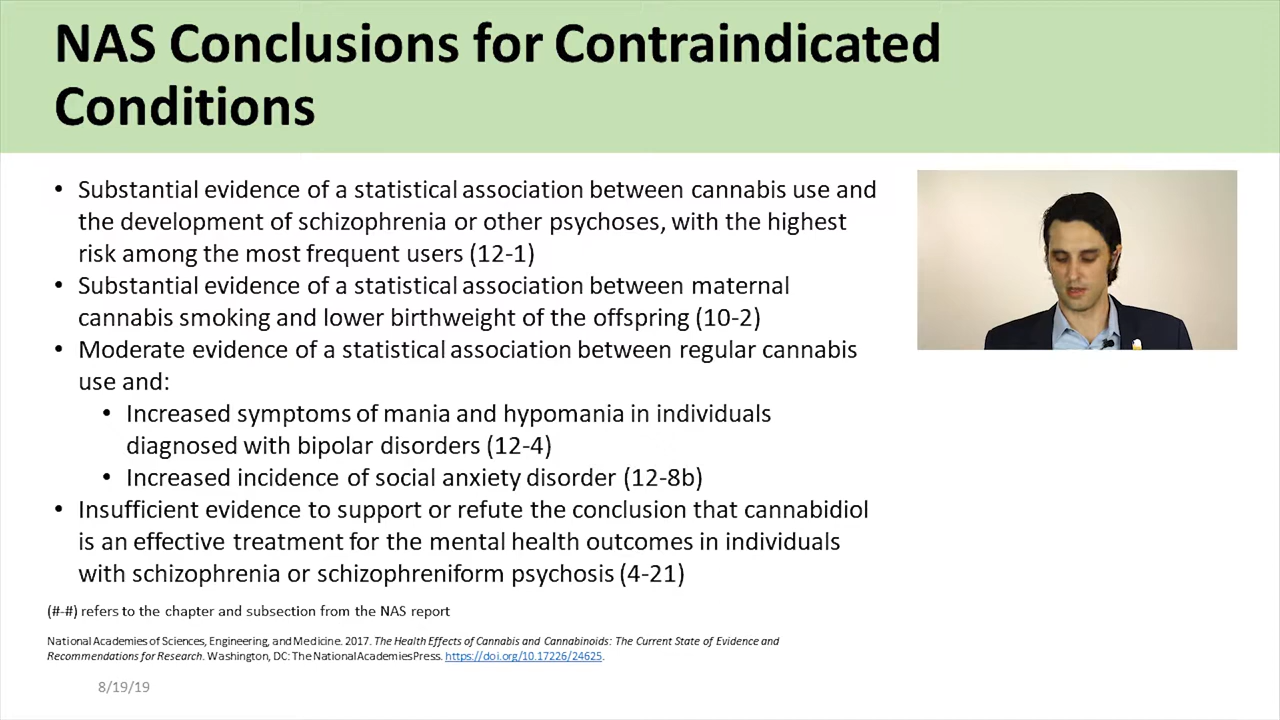 NAS Conclusions for Contraindicated
Conditions
• Substantial evidence of a statistical association between cannabis use and
the development of schizophrenia or other psychoses, with the highest
risk among the most frequent users (12-1)
• Substantial evidence of a statistical association between maternal
cannabis smoking and lower birthweight of the offspring (10-2)
• Moderate evidence of a statistical association between regular cannabis
use and:
• Increased symptoms of mania and hypomania in individuals
diagnosed with bipolar disorders (12-4)
• Increased incidence of social anxiety disorder (12-8b)
• Insufficient evidence to support or refute the conclusion that cannabidiol
is an effective treatment for the mental health outcomes in individuals
with schizophrenia or schizophreniform psychosis (4-21)
(#-#) refers to the chapter and subsection from the NAS report
National Academies of Sciences, Engineering, and Medicine. 2017. The Health Effects of Cannabis and Cannabinoids: The Current State of Evidence and
Recommendations for Research. Washington, DC: The National Academies Press. https://doi.org/10.17226/24625.
8/19/19